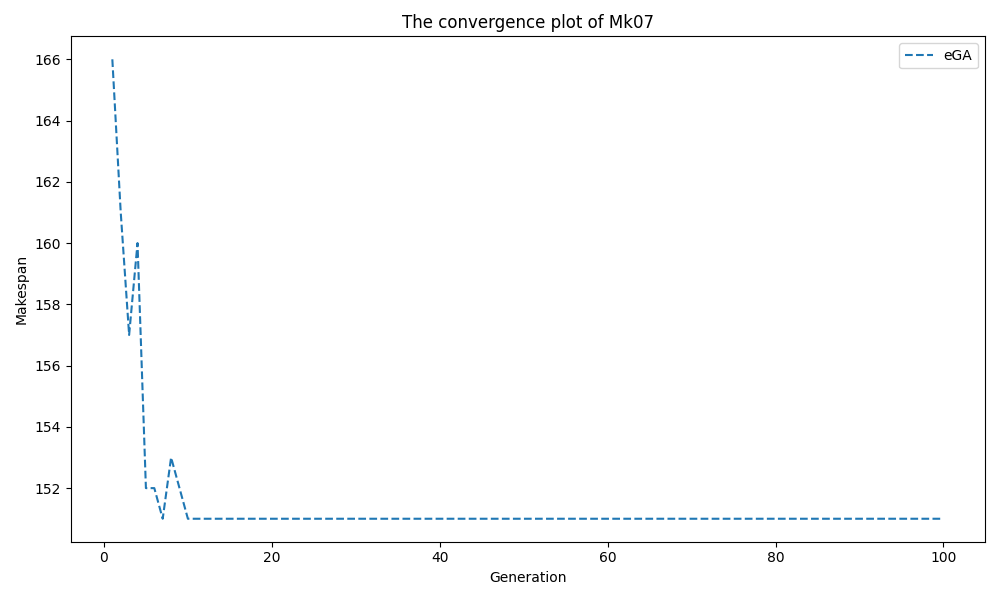 The convergence plot of Mk07
eGA
166
164
162
160
158
156
154
152
Makespan
0 20 40 60 80 100
Generation